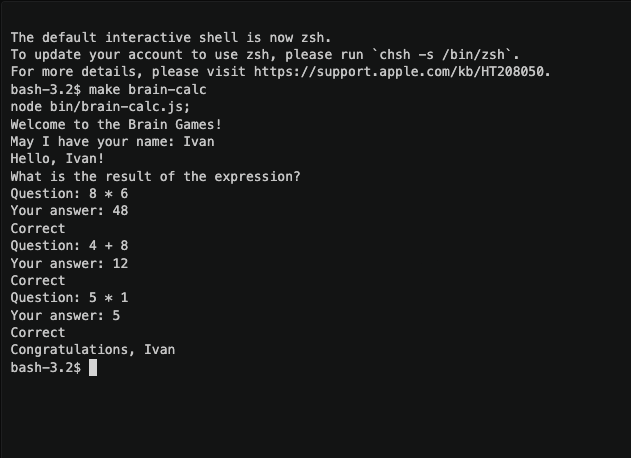 The default interactive shell is now zsh.
To update your account to use zsh, please run `chsh -s /bin/zsh`.
For more details, please visit https://support.apple.com/kb/HT208050.
bash-3.2$ make brain-calc
node bin/brain-calc.js;
Welcome to the Brain Games!
May I have your name: Ivan
Hello, Ivan!
What is the result of the expression?
Question: 8 * 6
Your answer: 48
Correct
Question: 4 + 8
Your answer: 12
Correct
Question: 5 * 1
Your answer: 5
Correct
Congratulations, Ivan
bash-3.2$